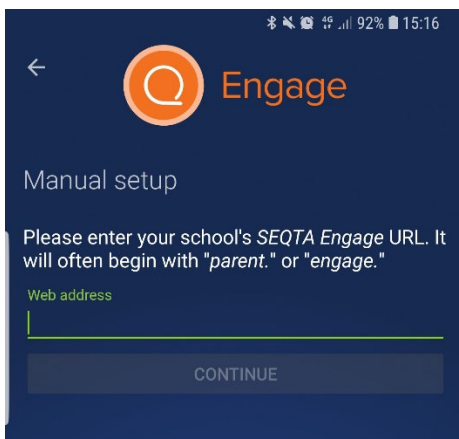 4G 92% 15:16
Engage
Manual setup
Please enter your school's SEQTA Engage URL. It
will often begin with "parent." or "engage."
Web address
CONTINUE